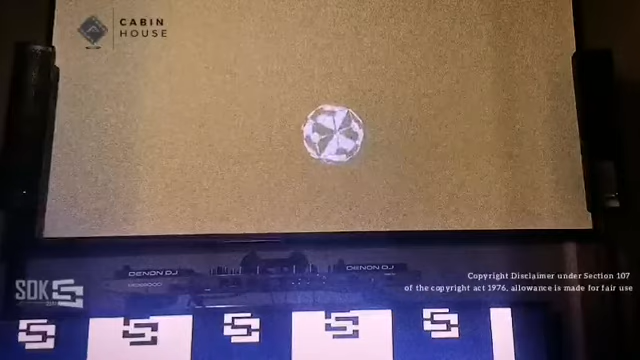 CABIN
HOUSE
DENON DJ
DENON DJ
SDK
Copyright Disclaimer under Section 107
of the copyright act 1976, allowance is made for fair use